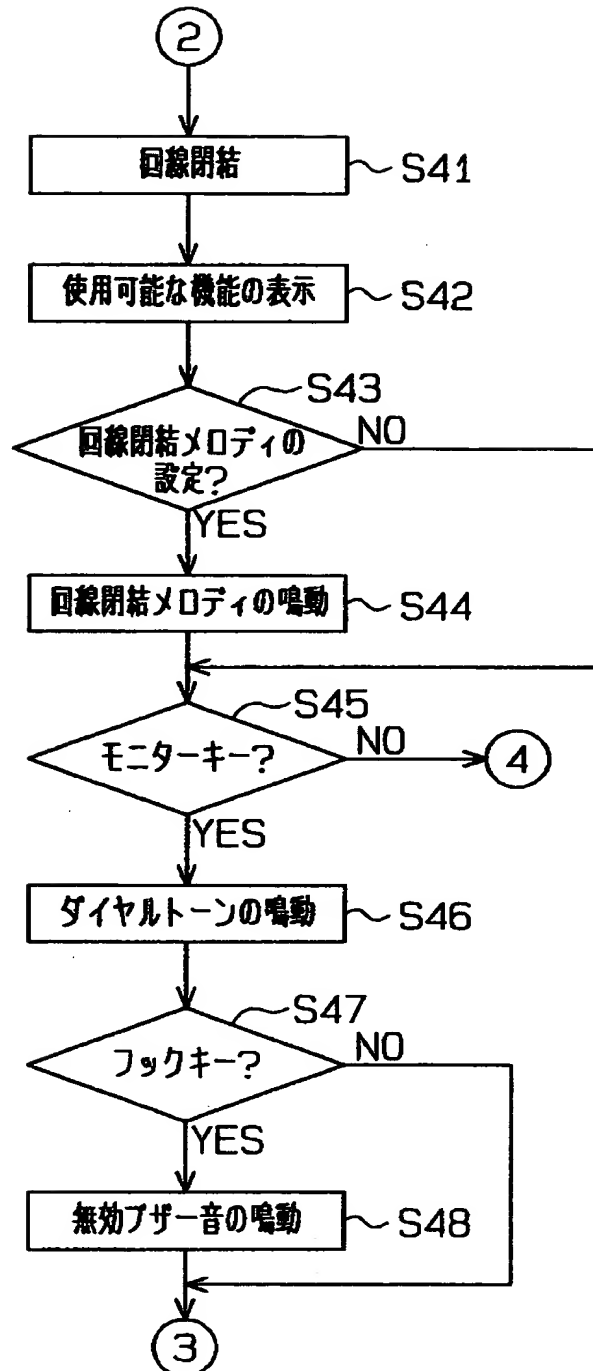 2
回線閉結
S41
使用可能な機能の表示
S42
S43
NO
回線閉結メロディの
設定?
YES
回線閉結メロディの鳴動
S44
S45
NO
モニターキー?
4
YES
ダイヤルトーンの鳴動
S46
S47
NO
フックキー?
YES
無効ブザー音の鳴動
S48
3